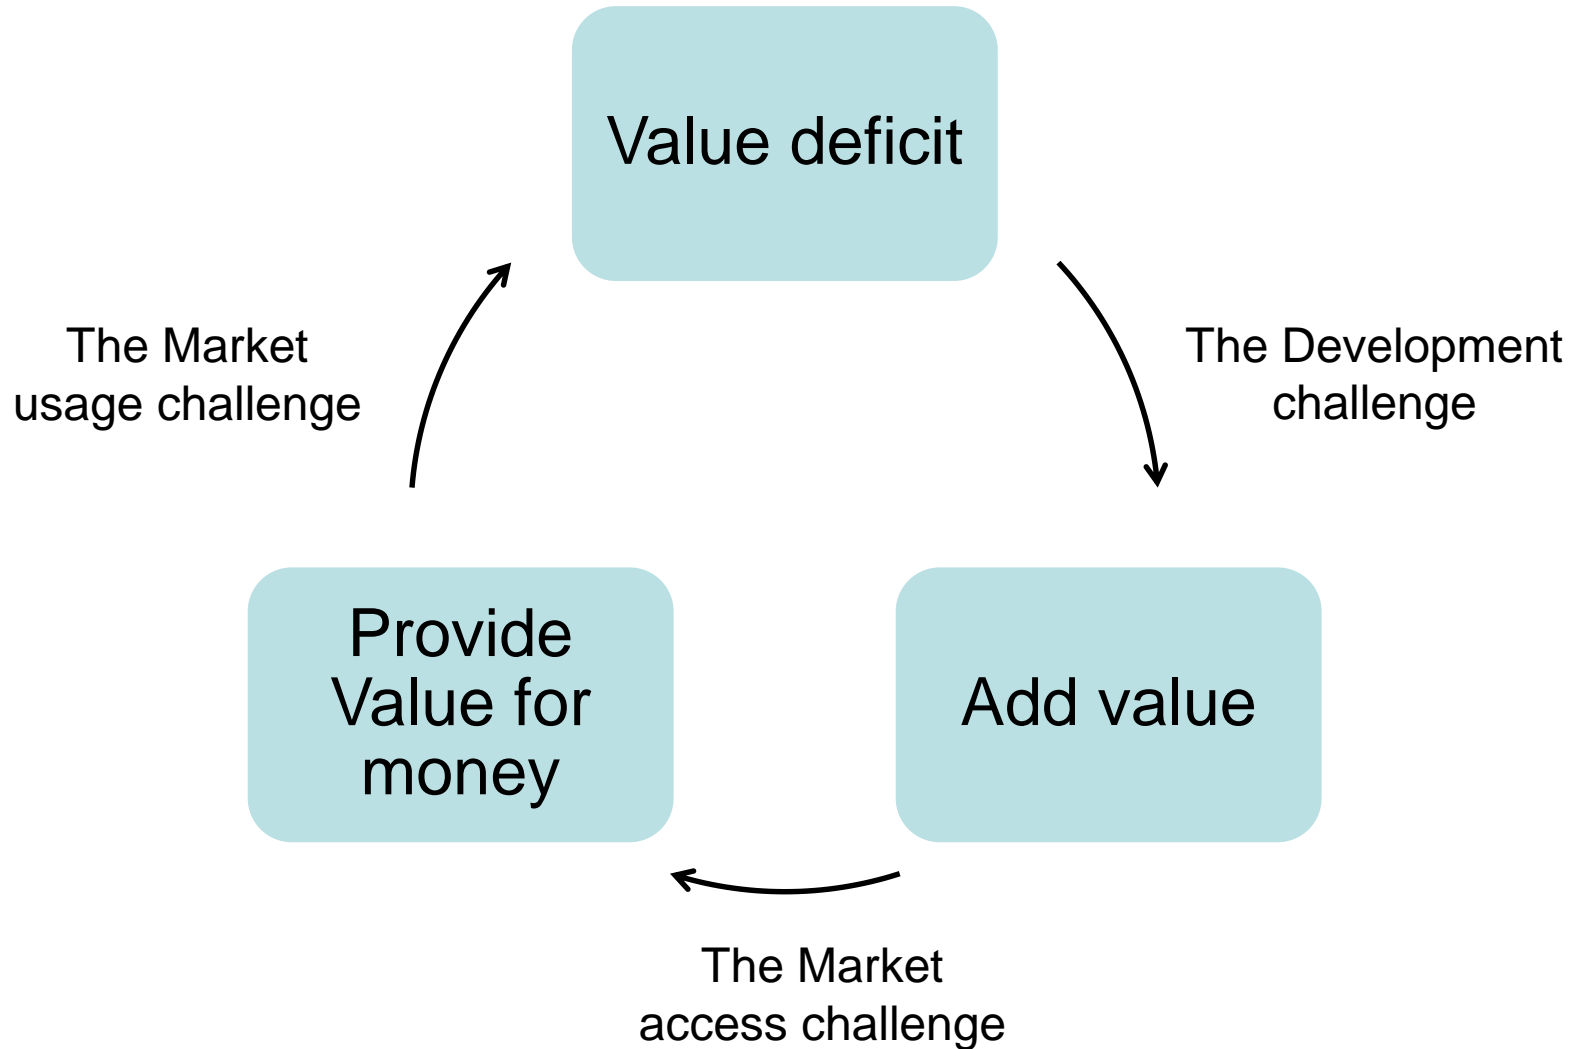 Value deficit
The Market
usage challenge
The Development
challenge
Provide
Value for
money
Add value
The Market
access challenge